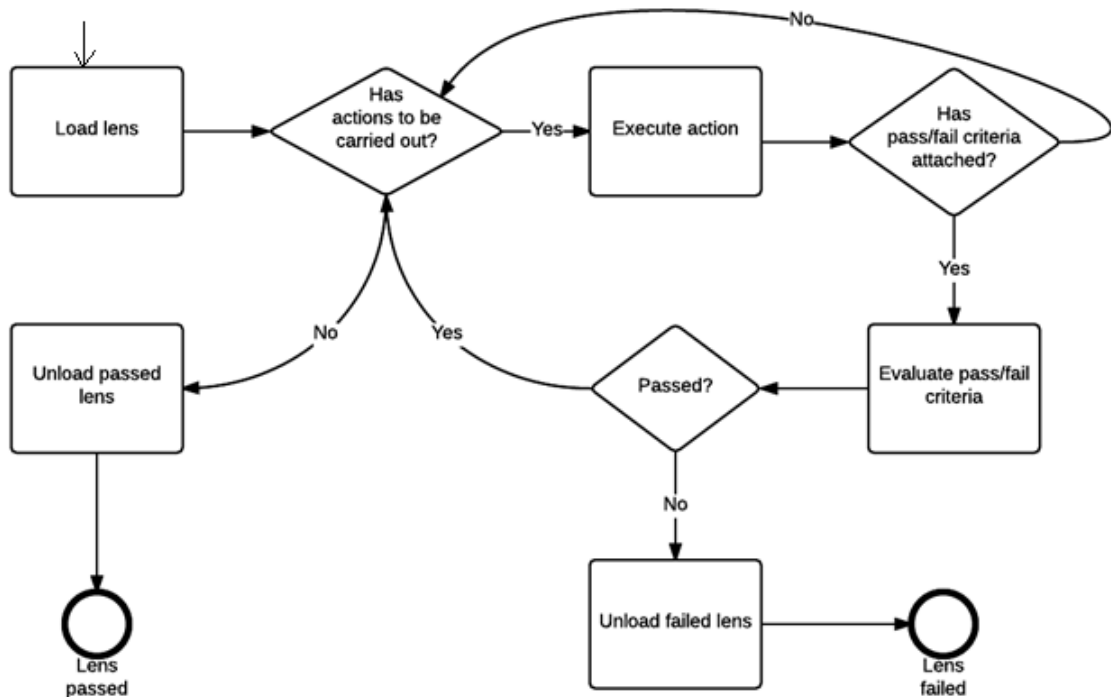 No
Load lens
Has
actions to be
carried out?
Yes
Execute action
Has
pass/fail criteria
attached?
Yes
No
Yes
Unload passed
lens
Passed?
Evaluate pass/fail
criteria
No
Unload failed lens
Lens
passed
Lens
failed